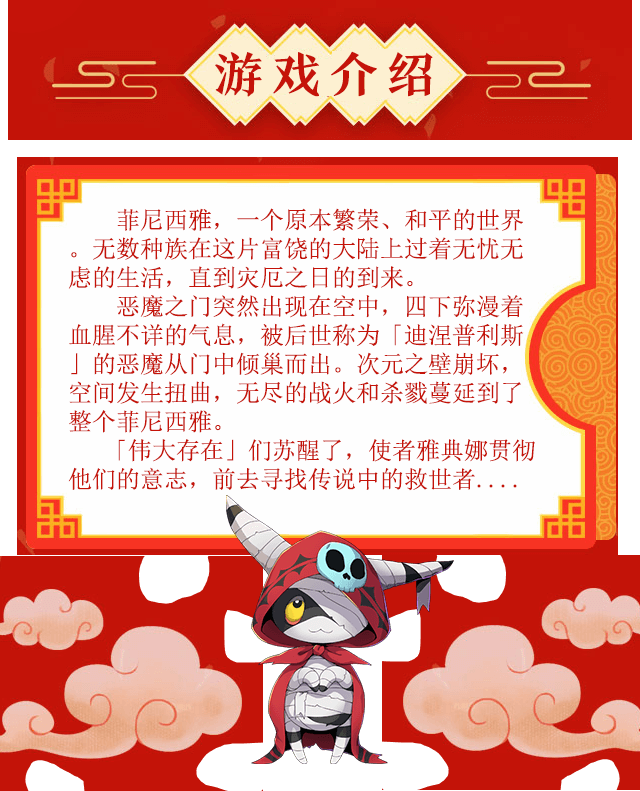 游戏介绍
菲尼西雅，一个原本繁荣、和平的世界
。无数种族在这片富饶的大陆上过着无忧无
虑的生活，直到灾厄之日的到来。
恶魔之门突然出现在空中，四下弥漫着
血腥不详的气息，被后世称为「迪涅普利斯
」的恶魔从门中倾巢而出。次元之壁崩坏，
空间发生扭曲，无尽的战火和杀戮蔓延到了
整个菲尼西雅。
「伟大存在」们苏醒了，使者雅典娜贯彻
他们的意志，前去寻找传说中的救世者....